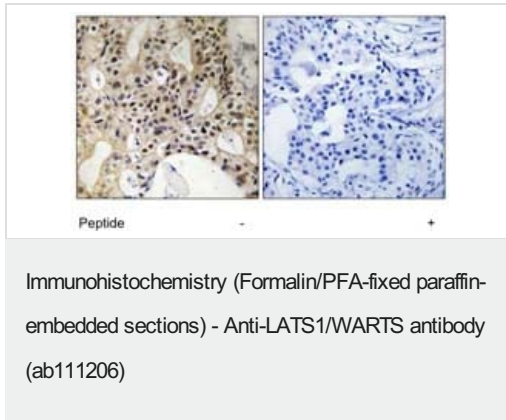 Peptide - +
Immunohistochemistry (Formalin/PFA-fixed paraffin-
embedded sections) - Anti-LATS1/WARTS antibody
(ab111206)